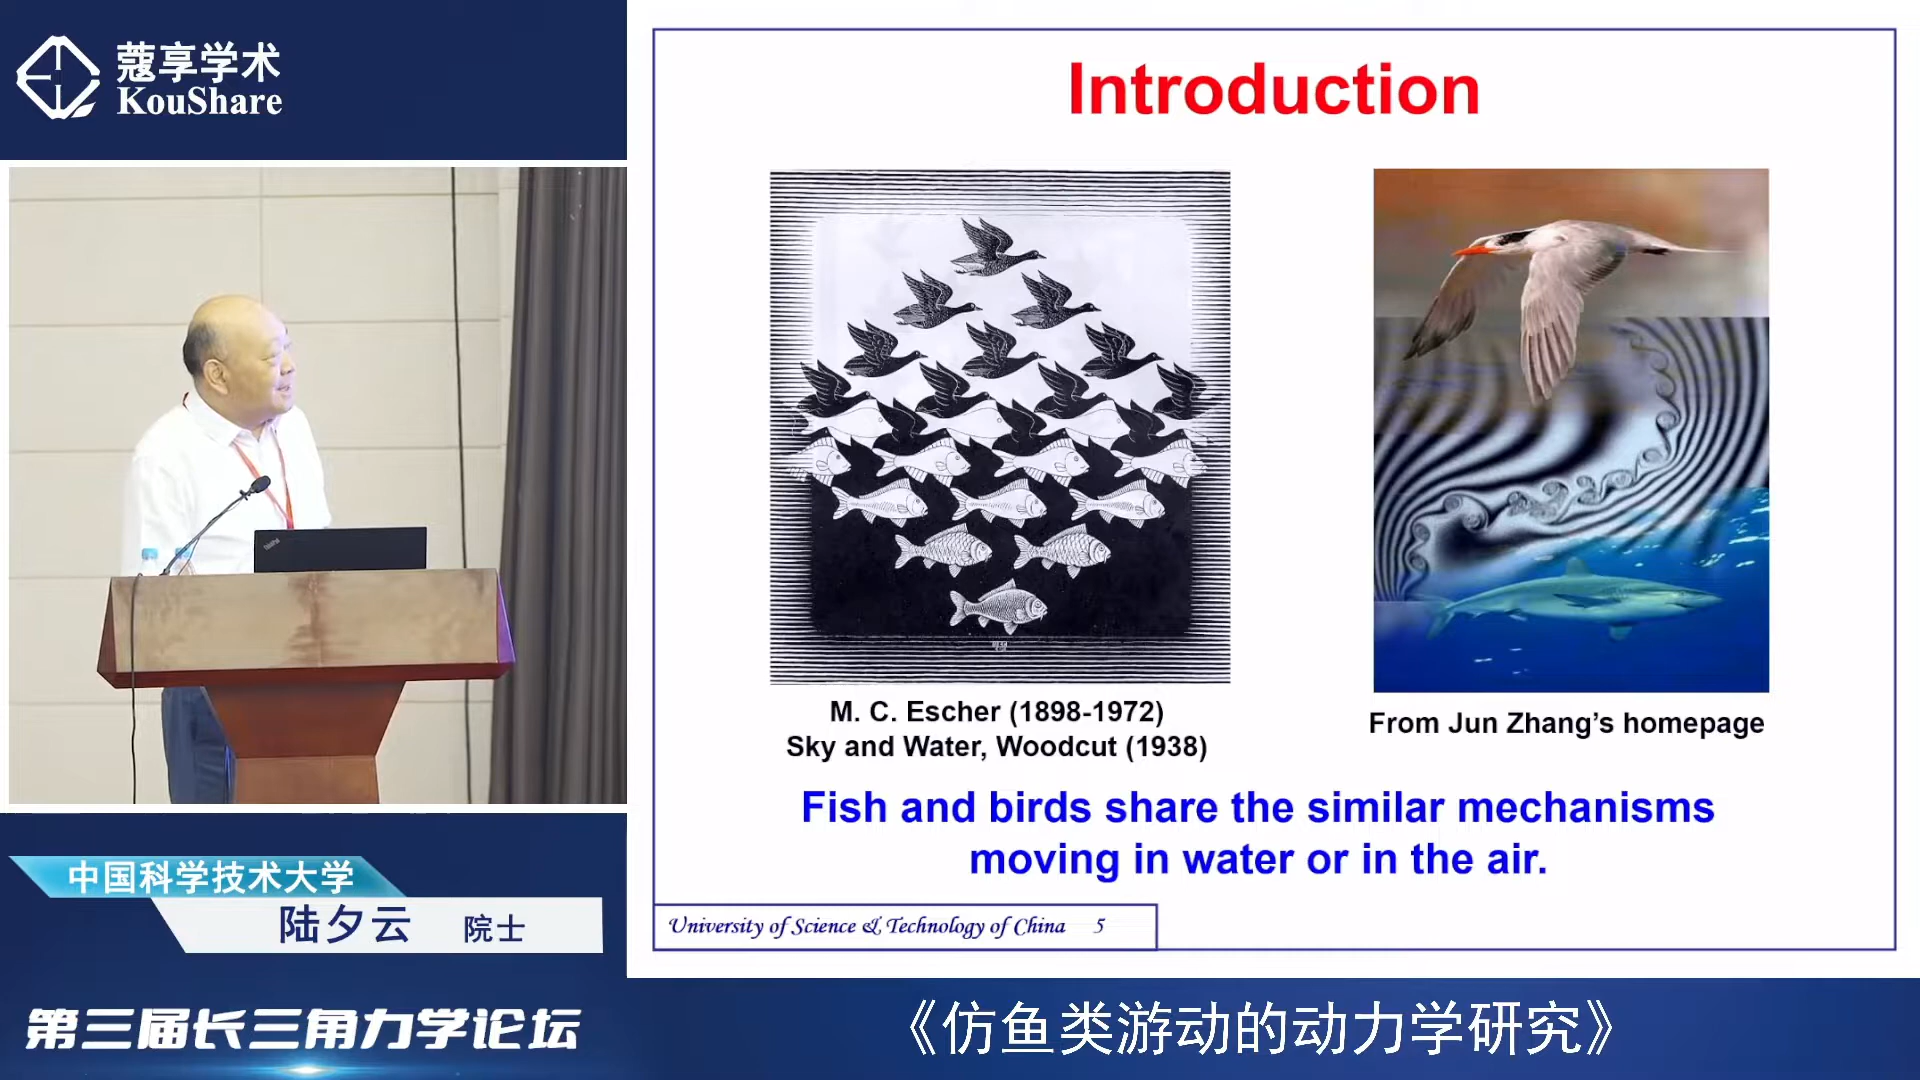 蔻享学术
KouShare
Introduction
M. C. Escher (1898-1972)
Sky and Water, Woodcut (1938)
From Jun Zhang's homepage
Fish and birds share the similar mechanisms
moving in water or in the air.
University of Science & Technology of China 5
中国科学技术大学
陆夕云 院士
第三届长三角力学论坛
《仿鱼类游动的动力学研究》